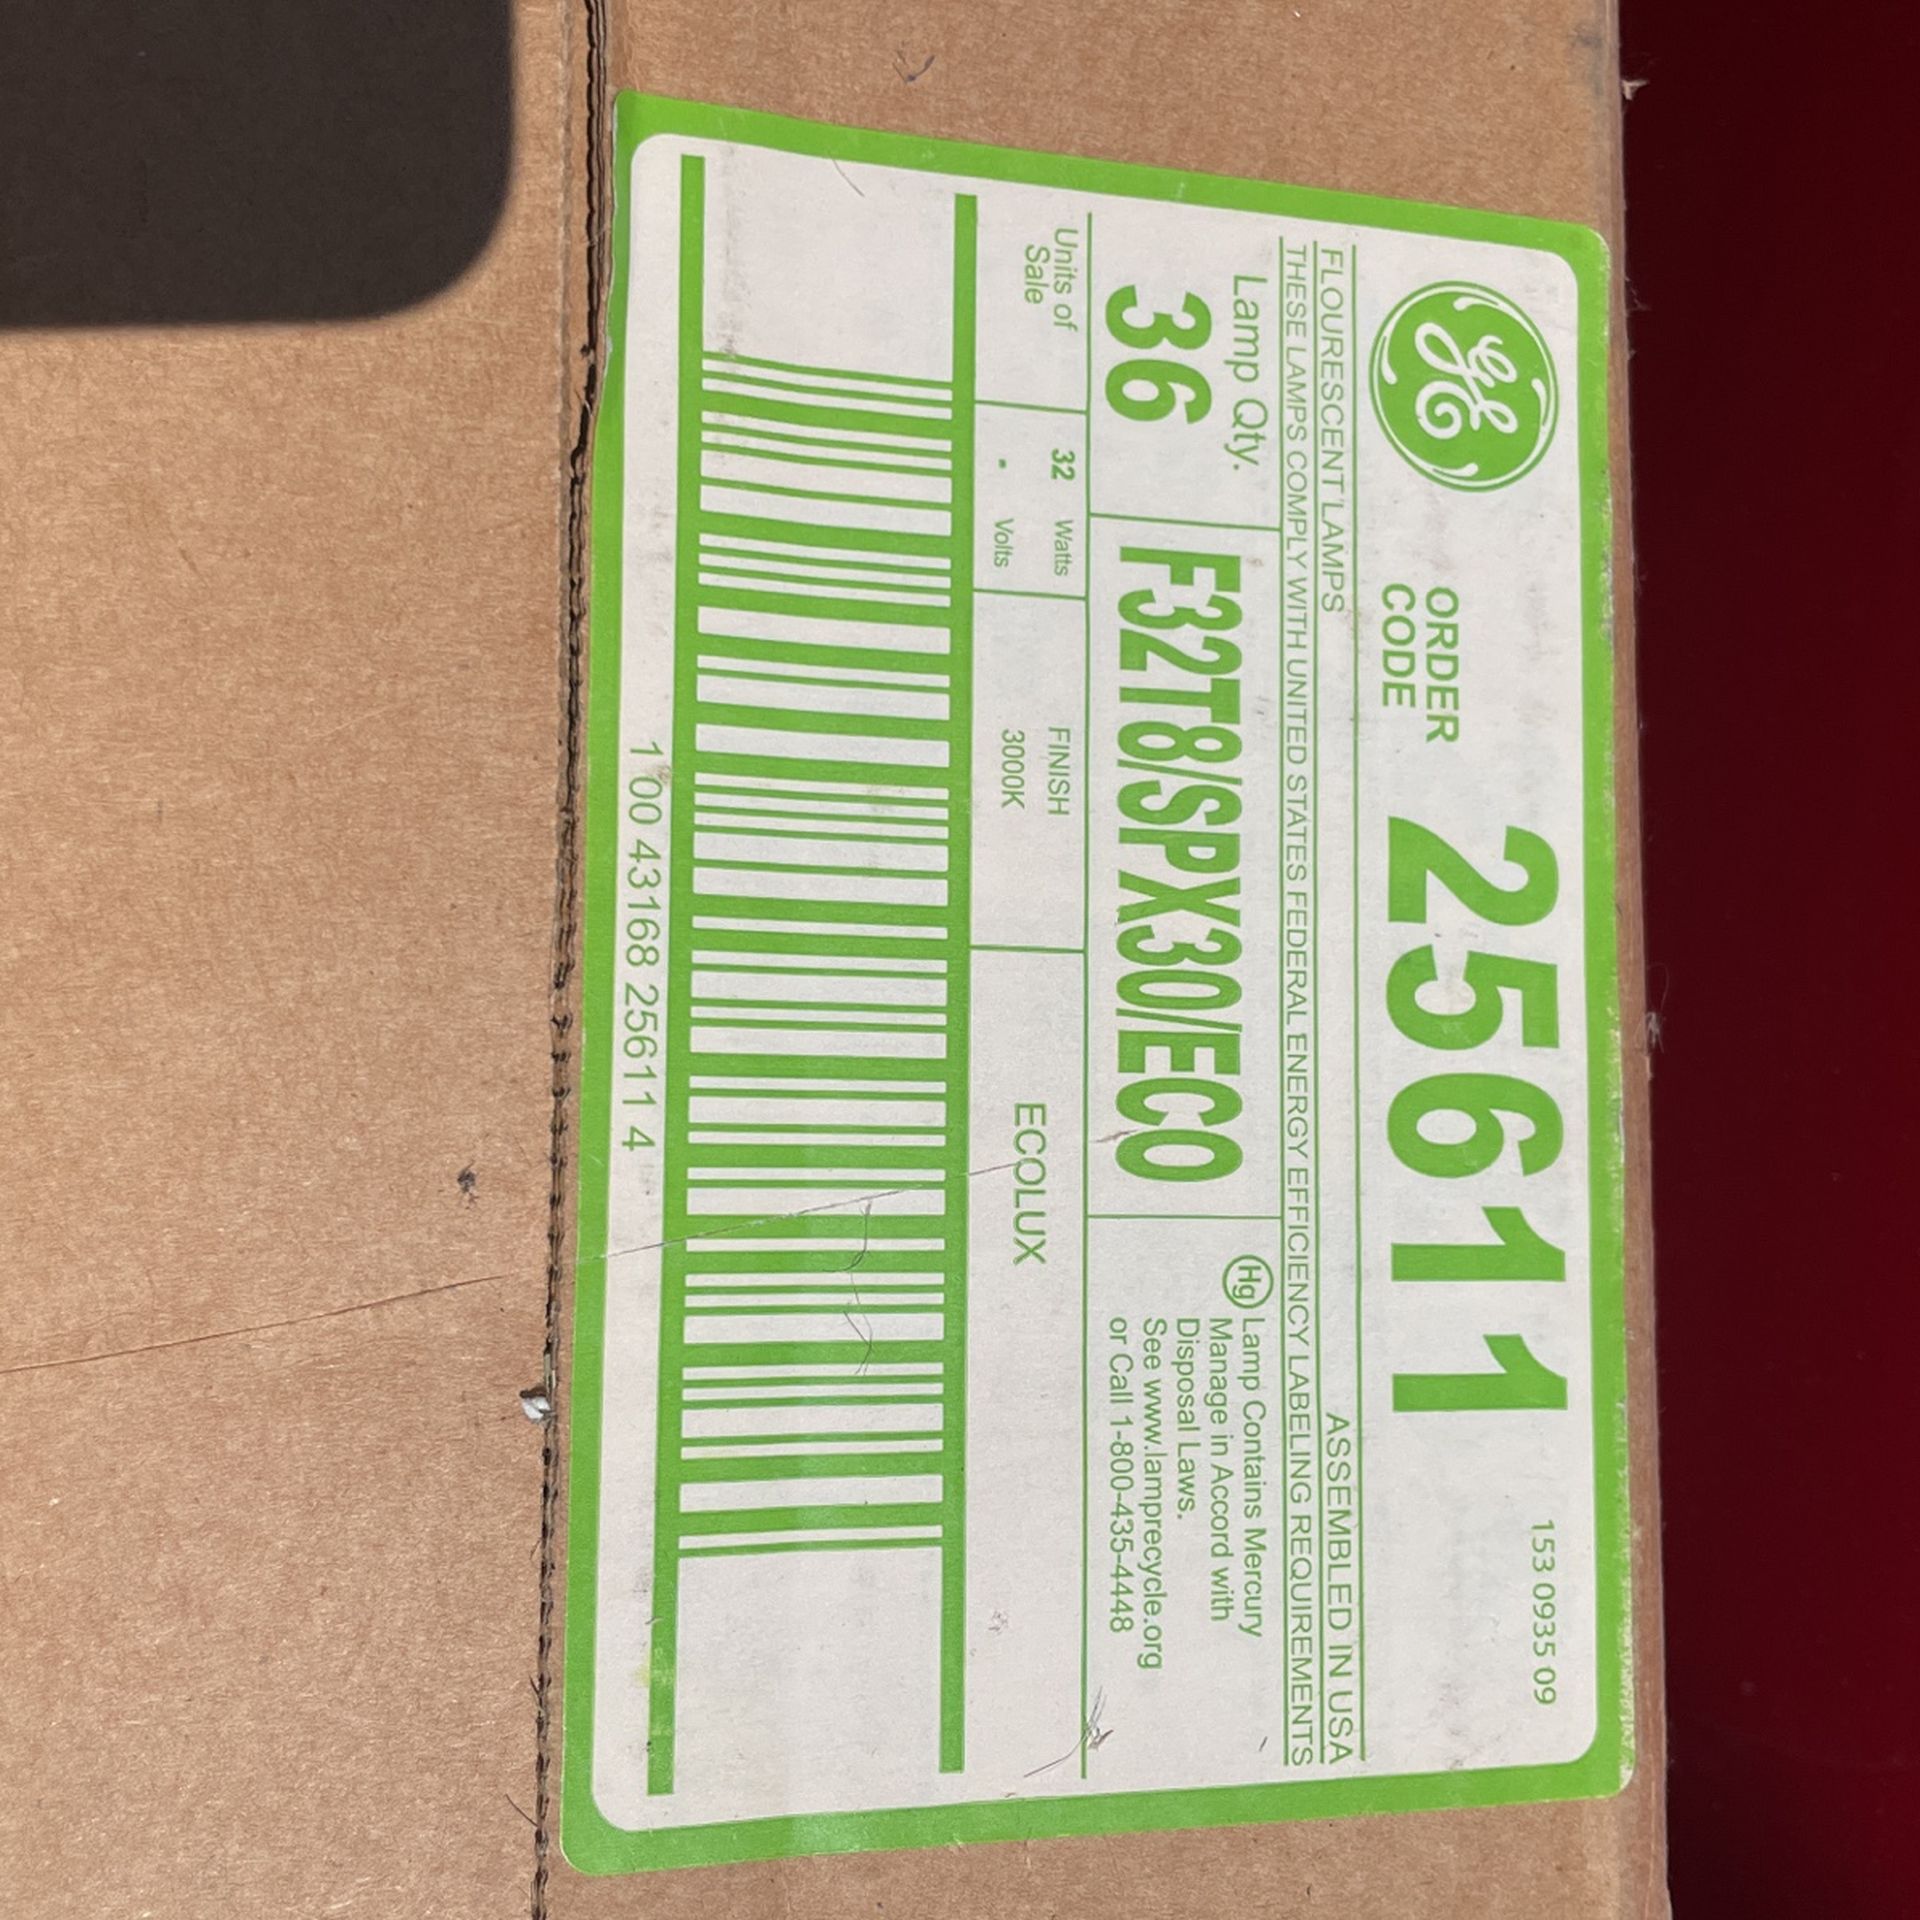 GE
ORDER
CODE
25611
153 0935 09
FLOURESCENT LAMPS
ASSEMBLED IN USA
THESE LAMPS COMPLY WITH UNITED STATES FEDERAL ENERGY EFFICIENCY LABELING REQUIREMENTS
Lamp Qty.
36
F32T8/SPX30/ECO
Hg Lamp Contains Mercury
Manage in Accord with
Disposal Laws.
See www.lamprecycle.org
or Call 1-800-435-4448
Units of
Sale
32 Watts
- Volts
FINISH
3000K
ECOLUX
1 00 43168 25611 4